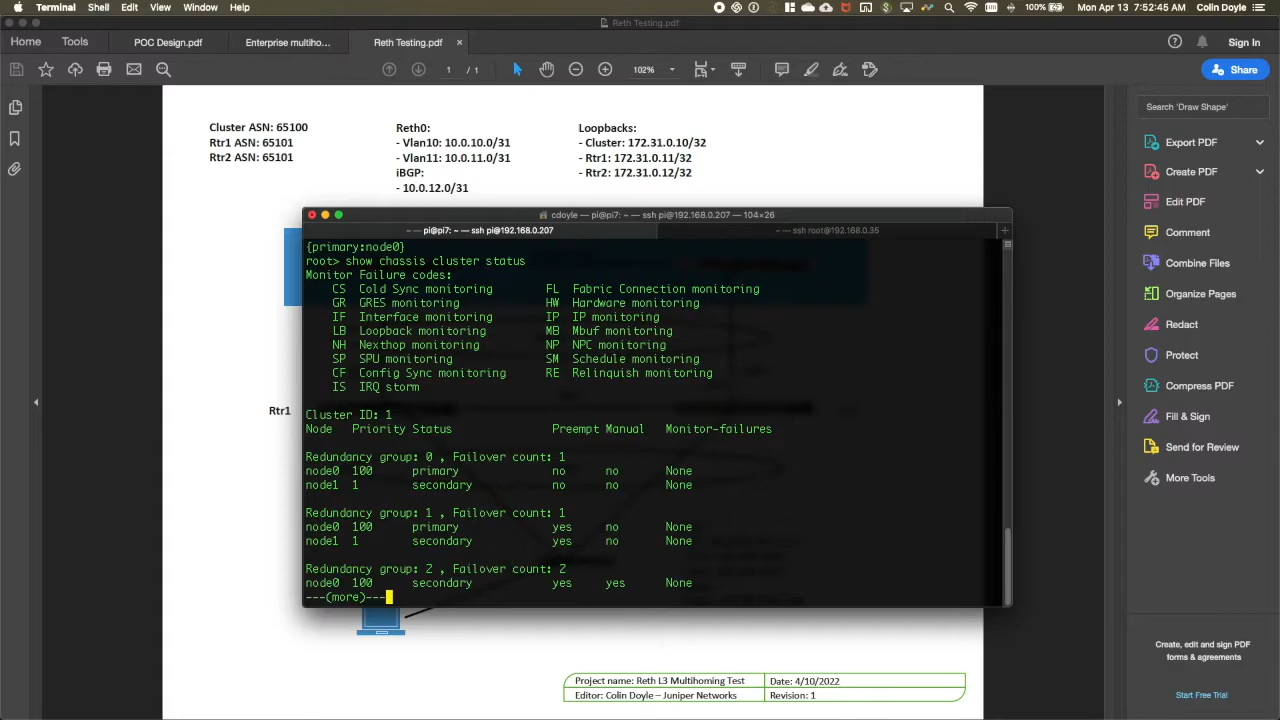 Terminal Shell Edit View Window Help 100% Mon Apr 13 7:52:45 AM Colin Doyle
Reth Testing.pdf
Home Tools POC Design.pdf Enterprise multiho... Reth Testing.pdf × Sign In
1 / 1 102% Share
Search 'Draw Shape'
Cluster ASN: 65100
Rtr1 ASN: 65101
Rtr2 ASN: 65101
Reth0:
- Vlan10: 10.0.10.0/31
- Vlan11: 10.0.11.0/31
iBGP:
- 10.0.12.0/31
Loopbacks:
- Cluster: 172.31.0.10/32
- Rtr1: 172.31.0.11/32
- Rtr2: 172.31.0.12/32
Rtr1
cdoyle — pi@pi7: ~ — ssh pi@192.168.0.207 — 104×26
~ — pi@pi7: ~ — ssh pi@192.168.0.207 ~ — ssh root@192.168.0.35 +
{primary:node0}
root> show chassis cluster status
Monitor Failure codes:
CS Cold Sync monitoring FL Fabric Connection monitoring
GR GRES monitoring HW Hardware monitoring
IF Interface monitoring IP IP monitoring
LB Loopback monitoring MB Mbuf monitoring
NH Nexthop monitoring NP NPC monitoring
SP SPU monitoring SM Schedule monitoring
CF Config Sync monitoring RE Relinquish monitoring
IS IRQ storm
Cluster ID: 1
Node Priority Status Preempt Manual Monitor-failures
Redundancy group: 0 , Failover count: 1
node0 100 primary no no None
node1 1 secondary no no None
Redundancy group: 1 , Failover count: 1
node0 100 primary yes no None
node1 1 secondary yes no None
Redundancy group: 2 , Failover count: 2
node0 100 secondary yes yes None
---(more)---
Project name: Reth L3 Multihoming Test Date: 4/10/2022
Editor: Colin Doyle – Juniper Networks Revision: 1
Export PDF
Create PDF
Edit PDF
Comment
Combine Files
Organize Pages
Redact
Protect
Compress PDF
Fill & Sign
Send for Review
More Tools
Create, edit and sign PDF
forms & agreements
Start Free Trial